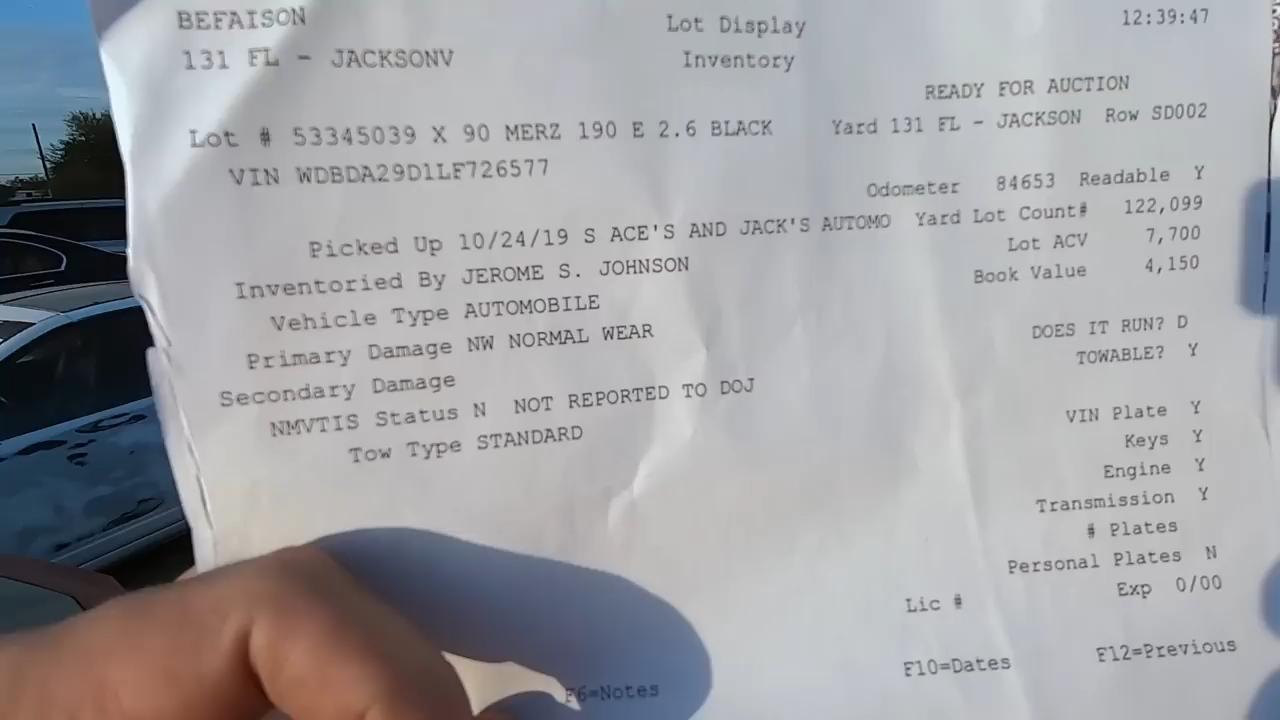 BEFAISON Lot Display 12:39:47
131 FL - JACKSONV Inventory
READY FOR AUCTION
Lot # 53345039 X 90 MERZ 190 E 2.6 BLACK Yard 131 FL - JACKSON Row SD002
VIN WDBDA29D1LF726577
Odometer 84653 Readable Y
Picked Up 10/24/19 S ACE'S AND JACK'S AUTOMO Yard Lot Count# 122,099
Inventoried By JEROME S. JOHNSON Lot ACV 7,700
Vehicle Type AUTOMOBILE Book Value 4,150
Primary Damage NW NORMAL WEAR DOES IT RUN? D
Secondary Damage TOWABLE? Y
NMVTIS Status N NOT REPORTED TO DOJ
Tow Type STANDARD VIN Plate Y
Keys Y
Engine Y
Transmission Y
# Plates
Personal Plates N
Lic # Exp 0/00
F6=Notes F10=Dates F12=Previous